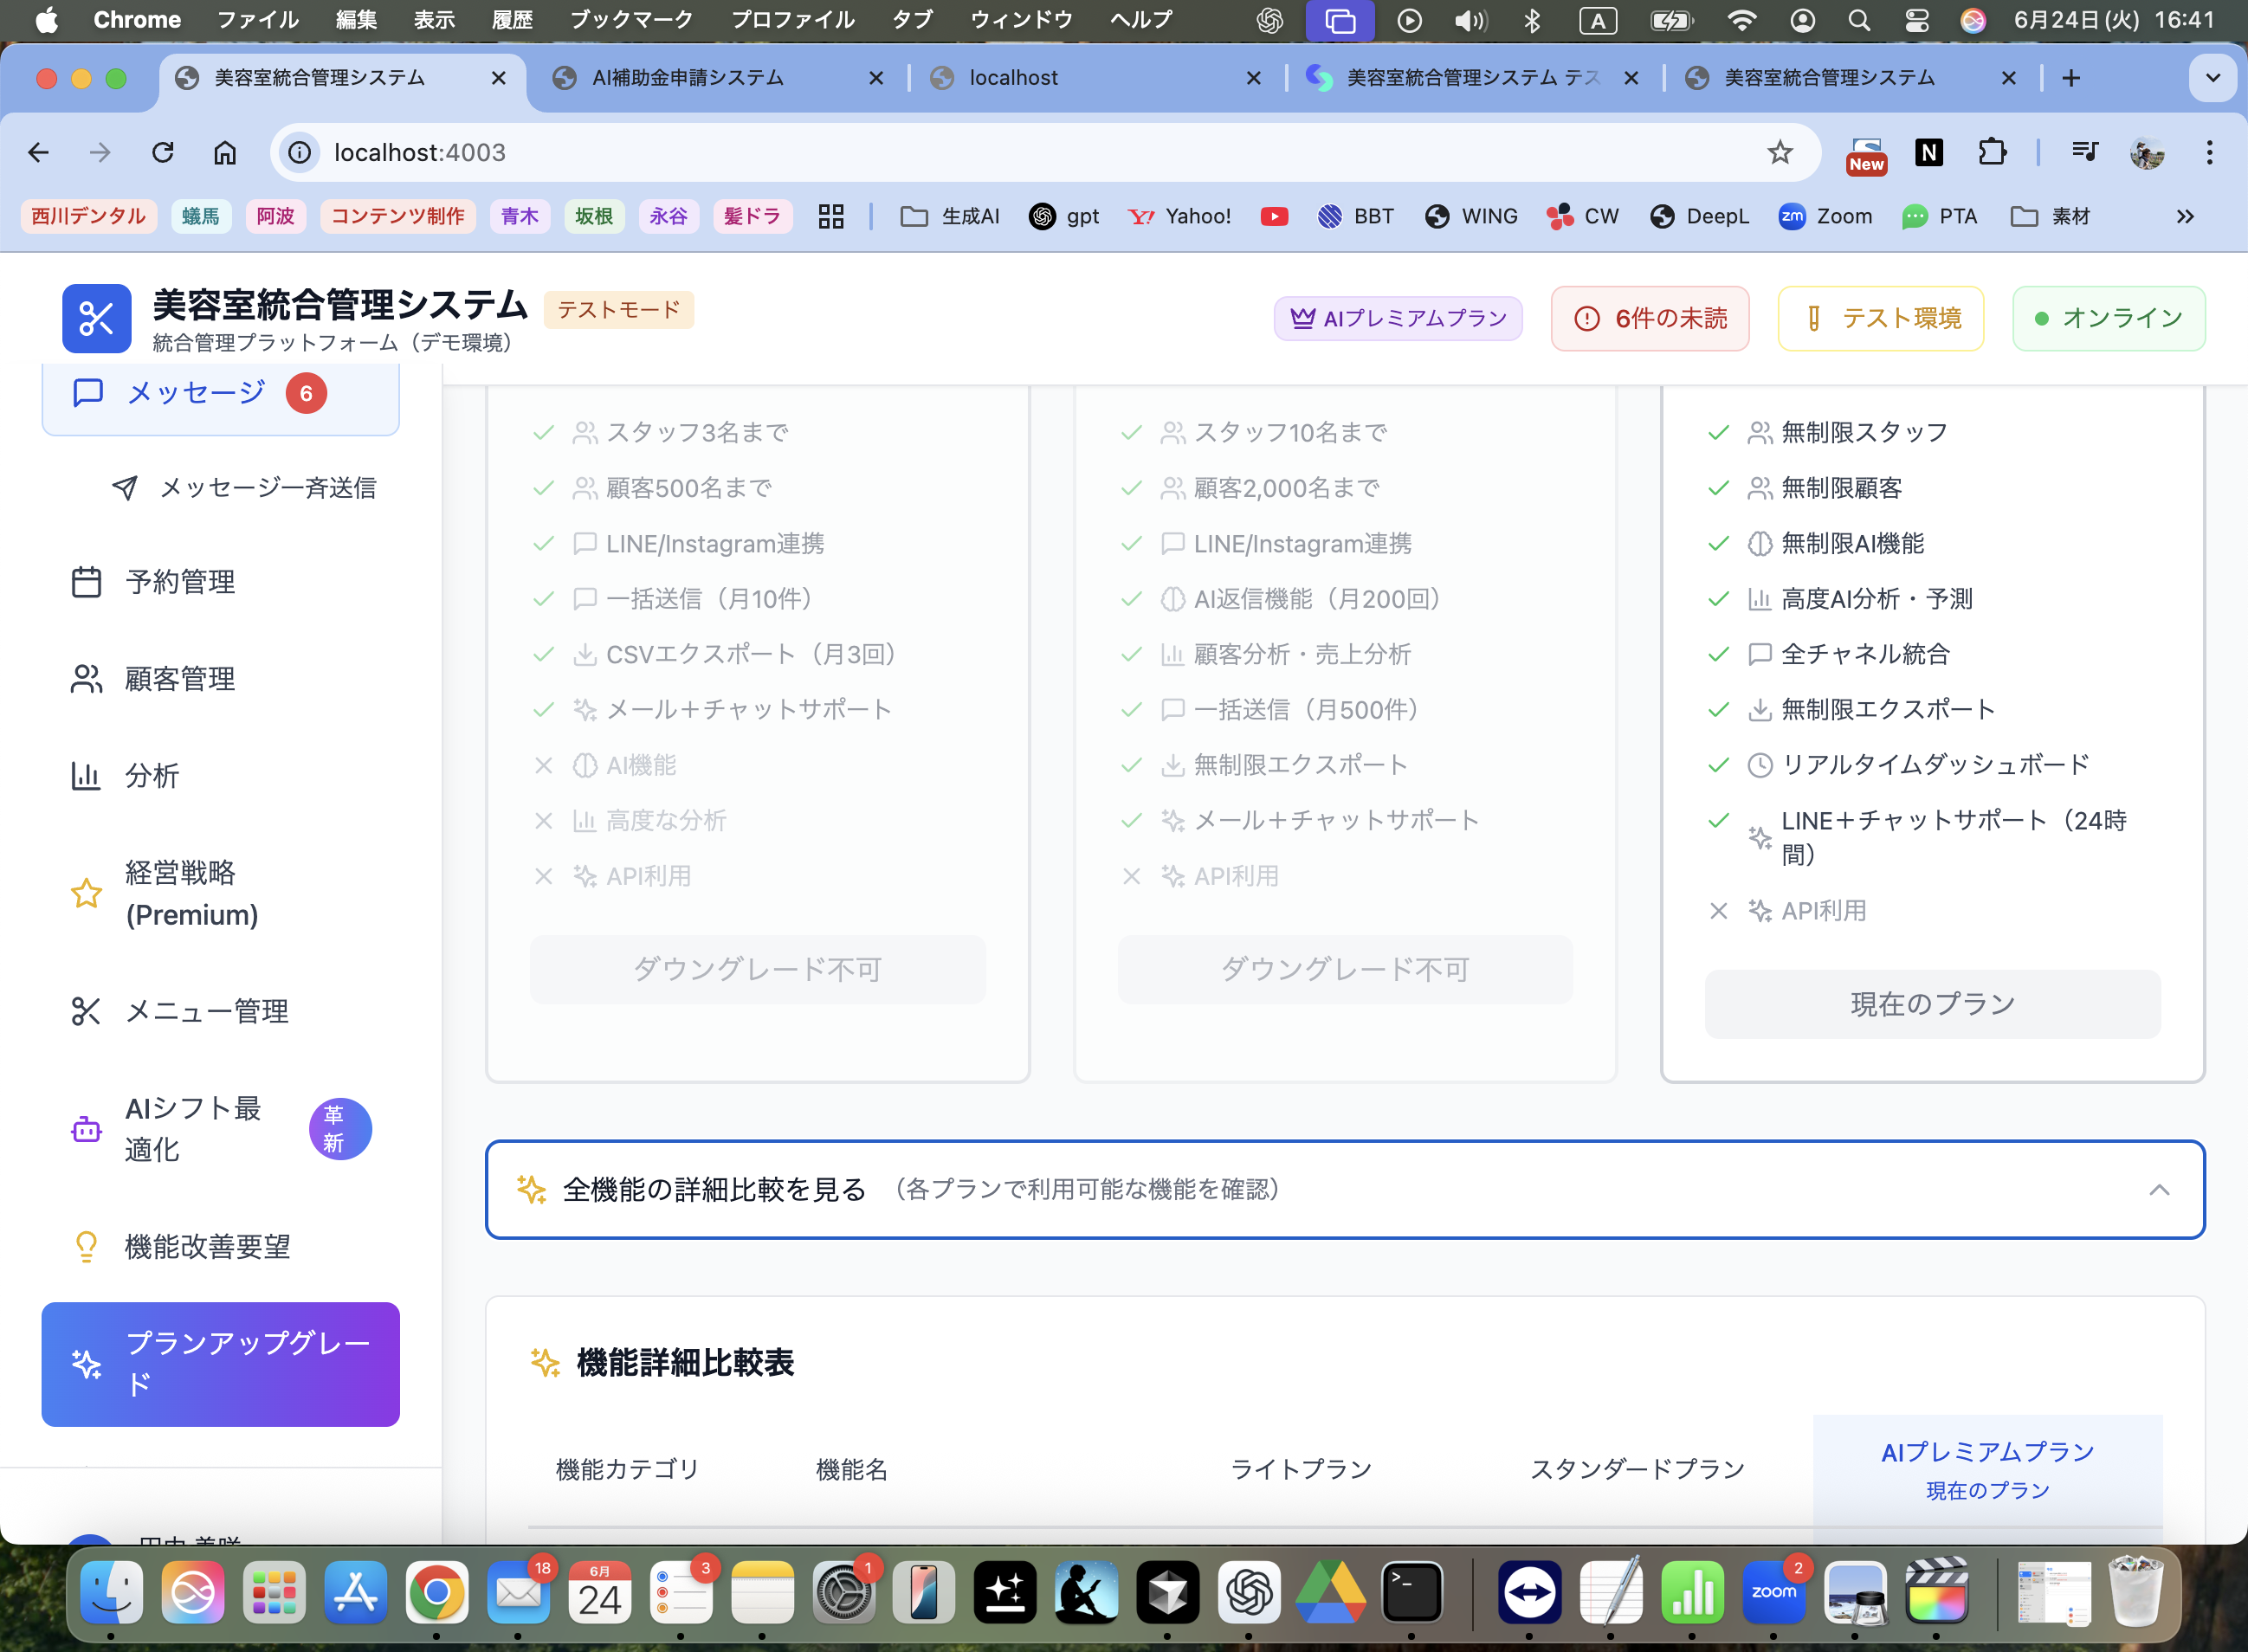 Chrome ファイル 編集 表示 履歴 ブックマーク プロファイル タブ ウィンドウ ヘルプ A 6月24日(火) 16:41
美容室統合管理システム AI補助金申請システム localhost 美容室統合管理システム テス 美容室統合管理システム
localhost:4003 New N
西川デンタル 蟻馬 阿波 コンテンツ制作 青木 坂根 永谷 髪ドラ 生成AI gpt Y! Yahoo! BBT WING CW DeepL zm Zoom PTA 素材 »
美容室統合管理システム テストモード
統合管理プラットフォーム（デモ環境）
AIプレミアムプラン 6件の未読 テスト環境 オンライン
メッセージ 6
メッセージ一斉送信
予約管理
顧客管理
分析
経営戦略
(Premium)
メニュー管理
AIシフト最
適化
革
新
機能改善要望
プランアップグレー
ド
田中 美咲
スタッフ3名まで
顧客500名まで
LINE/Instagram連携
一括送信（月10件）
CSVエクスポート（月3回）
メール＋チャットサポート
AI機能
高度な分析
API利用
ダウングレード不可
スタッフ10名まで
顧客2,000名まで
LINE/Instagram連携
AI返信機能（月200回）
顧客分析・売上分析
一括送信（月500件）
無制限エクスポート
メール＋チャットサポート
API利用
ダウングレード不可
無制限スタッフ
無制限顧客
無制限AI機能
高度AI分析・予測
全チャネル統合
無制限エクスポート
リアルタイムダッシュボード
LINE＋チャットサポート（24時
間）
API利用
現在のプラン
全機能の詳細比較を見る （各プランで利用可能な機能を確認）
機能詳細比較表
機能カテゴリ 機能名 ライトプラン スタンダードプラン AIプレミアムプラン
現在のプラン
18 6月 24 3 1 >_ zoom 2